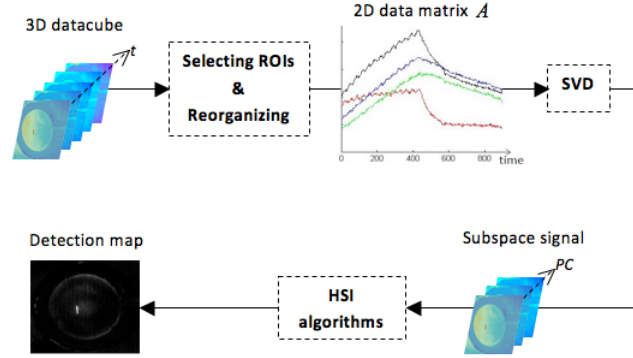 3D datacube
t
Selecting ROIs
&
Reorganizing
2D data matrix A
0 200 400 600 800
time
SVD
Detection map
HSI
algorithms
Subspace signal
PC